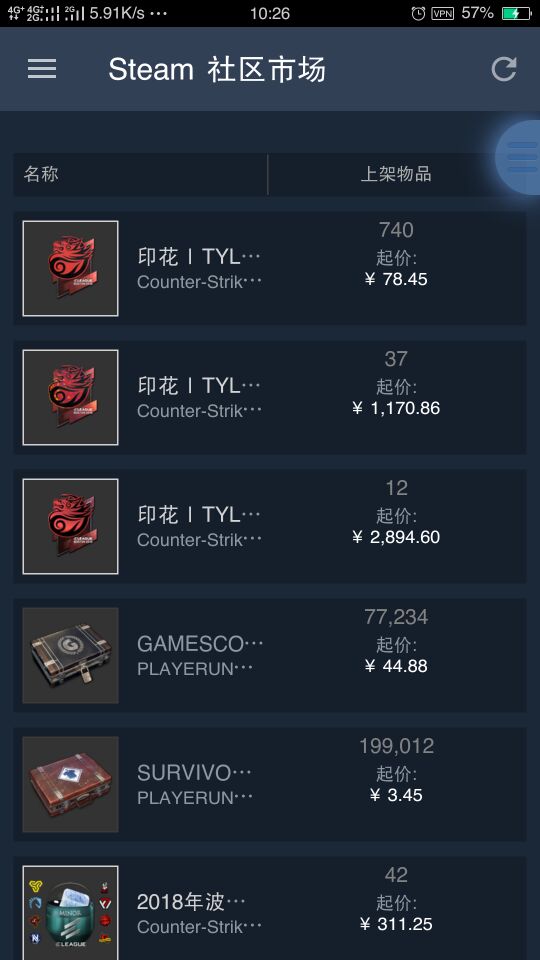 4G+ 4G+ 2G 2G 5.91K/s ··· 10:26 VPN 57%
Steam 社区市场
名称 上架物品
740
印花 | TYL··· 起价:
Counter-Strik··· ¥ 78.45
37
印花 | TYL··· 起价:
Counter-Strik··· ¥ 1,170.86
12
印花 | TYL··· 起价:
Counter-Strik··· ¥ 2,894.60
77,234
GAMESCO··· 起价:
PLAYERUN··· ¥ 44.88
199,012
SURVIVO··· 起价:
PLAYERUN··· ¥ 3.45
42
2018年波··· 起价:
Counter-Strik··· ¥ 311.25
MINOR
ELEAGUE